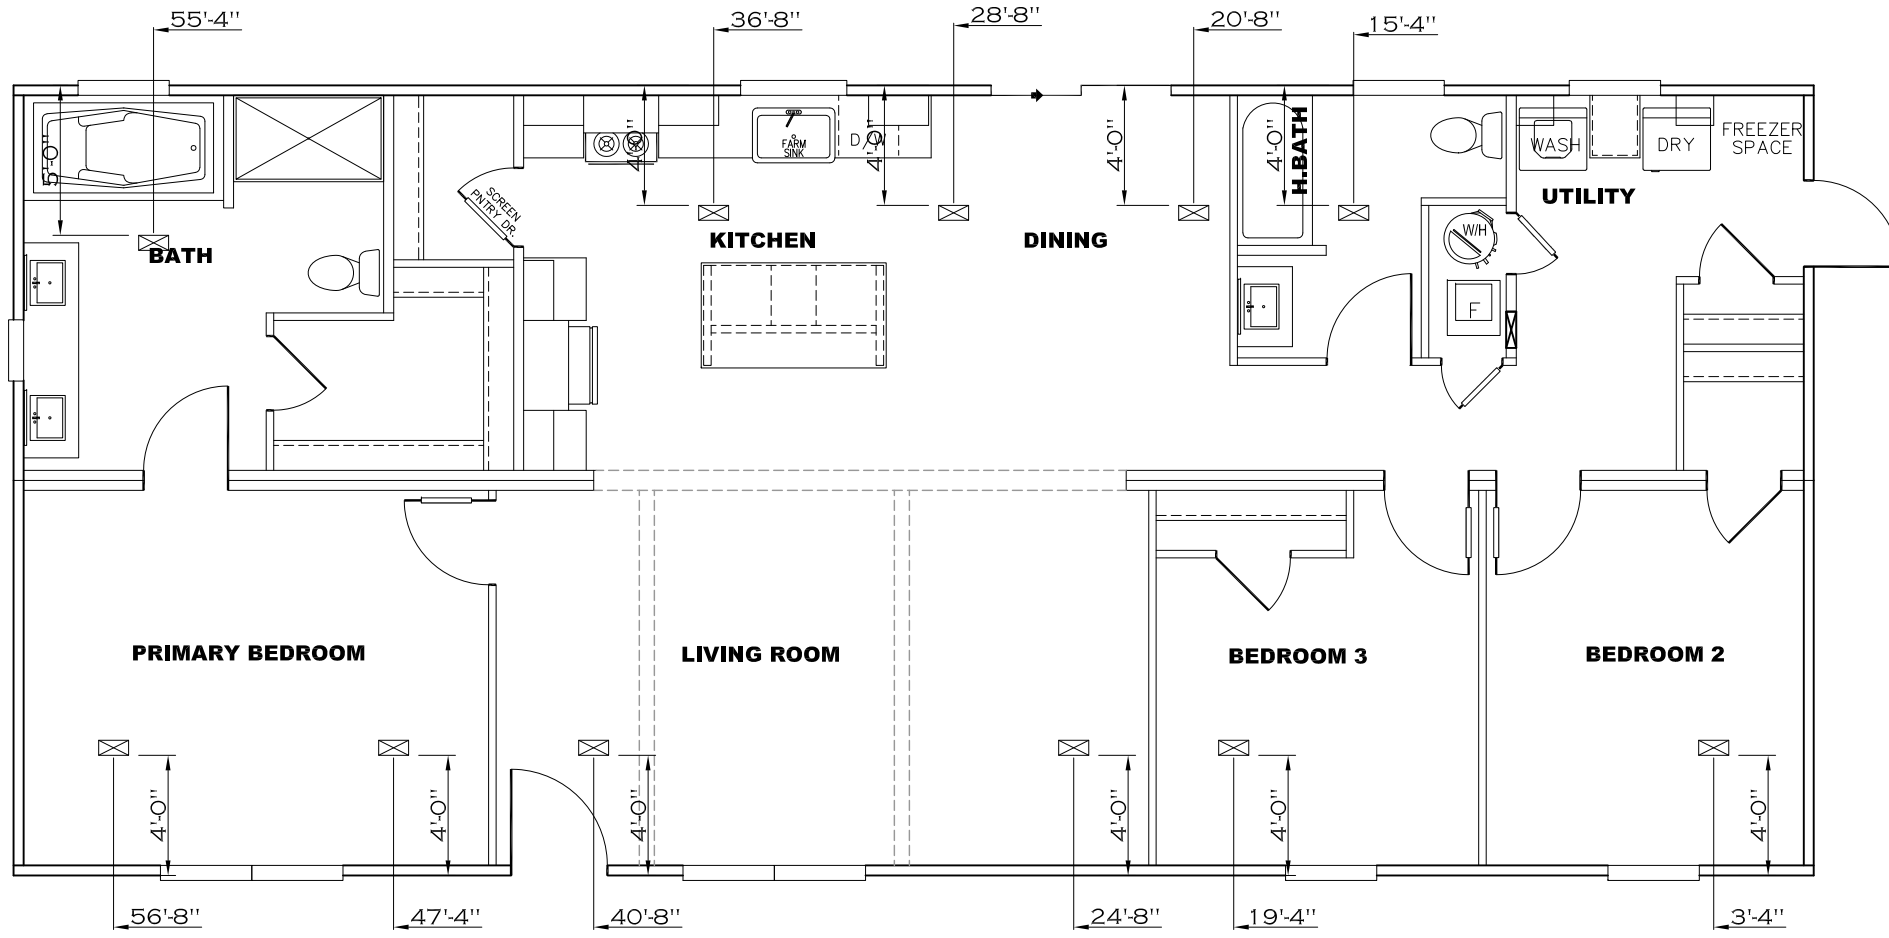 55'-4"
36'-8"
28'-8"
20'-8"
15'-4"
5'-0"
4'-0"
FARM
SINK
D/W
4'-0"
4'-0"
4'-0"
H.BATH
WASH
DRY
FREEZER
SPACE
SCREEN
PNTRY DR.
UTILITY
BATH
KITCHEN
DINING
W/H
F
PRIMARY BEDROOM
LIVING ROOM
BEDROOM 3
BEDROOM 2
4'-0"
4'-0"
4'-0"
4'-0"
4'-0"
4'-0"
56'-8"
47'-4"
40'-8"
24'-8"
19'-4"
3'-4"